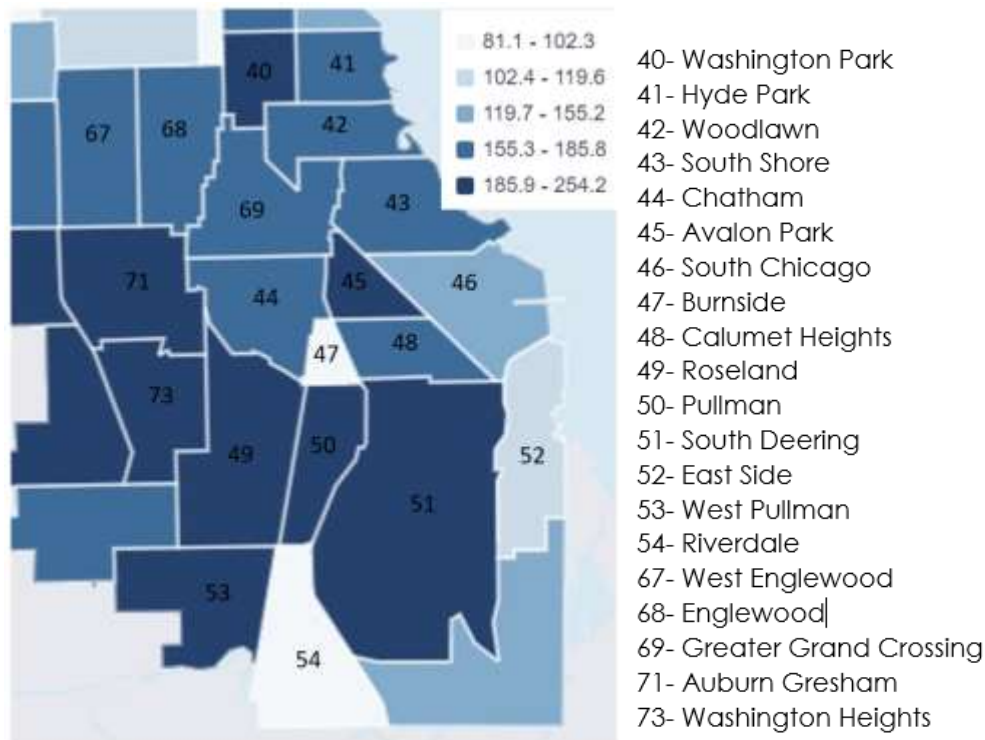 81.1 - 102.3
102.4 - 119.6
119.7 - 155.2
155.3 - 185.8
185.9 - 254.2
40
41
67
68
42
69
43
71
44
45
46
47
48
73
49
50
52
51
53
54
40- Washington Park
41- Hyde Park
42- Woodlawn
43- South Shore
44- Chatham
45- Avalon Park
46- South Chicago
47- Burnside
48- Calumet Heights
49- Roseland
50- Pullman
51- South Deering
52- East Side
53- West Pullman
54- Riverdale
67- West Englewood
68- Englewood
69- Greater Grand Crossing
71- Auburn Gresham
73- Washington Heights